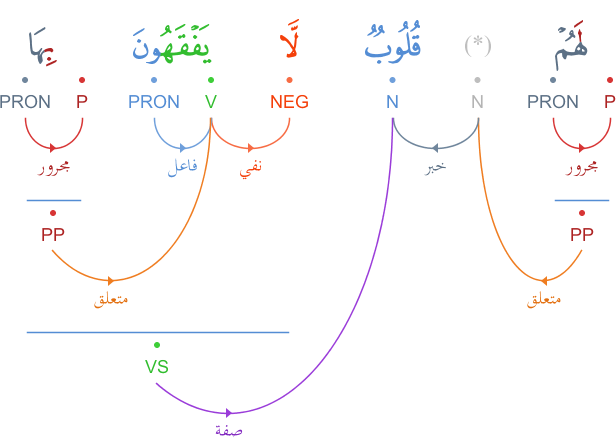 لَهُمْ (*) قُلُوبٌ لَّا يَفْقَهُونَ بِهَا
PRON P V PRON NEG N N PRON P
مجرور فاعل نفي خبر مجرور
PP PP
متعلق متعلق
VS
صفة